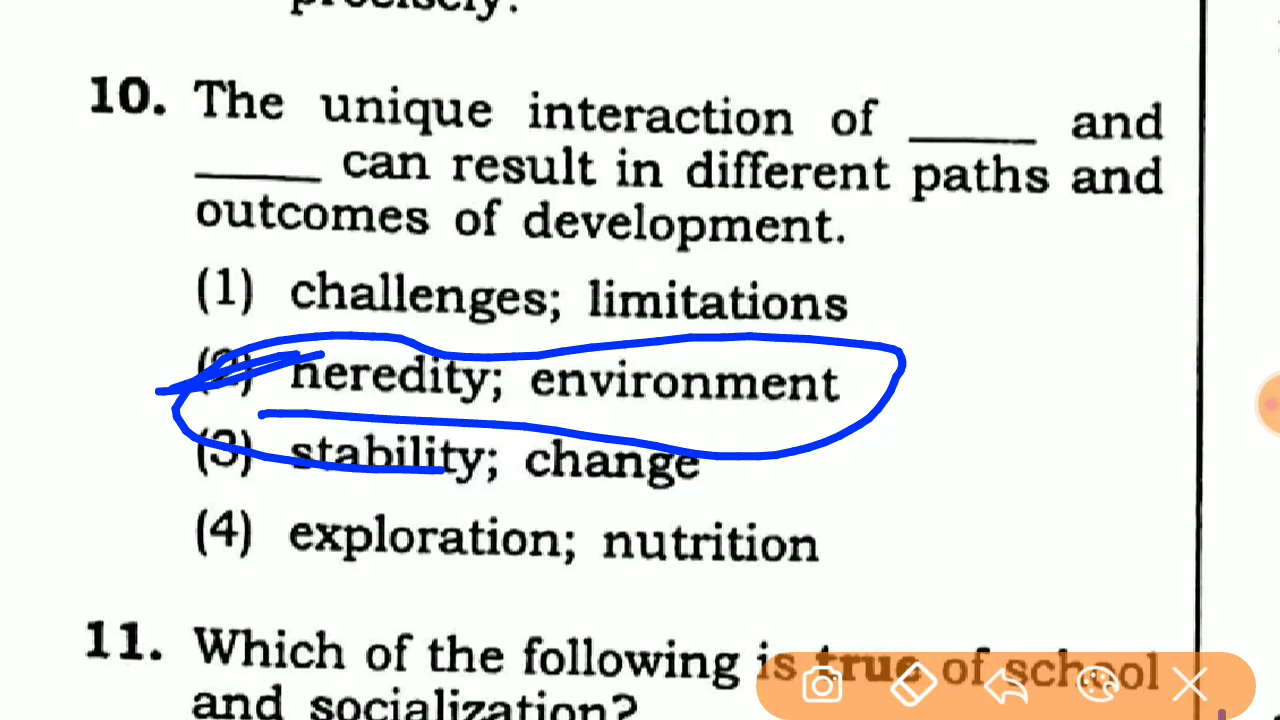 precisely.
10. The unique interaction of _____ and
_____ can result in different paths and
outcomes of development.
(1) challenges; limitations
(2) heredity; environment
(3) stability; change
(4) exploration; nutrition
11. Which of the following is true of school
and socialization?